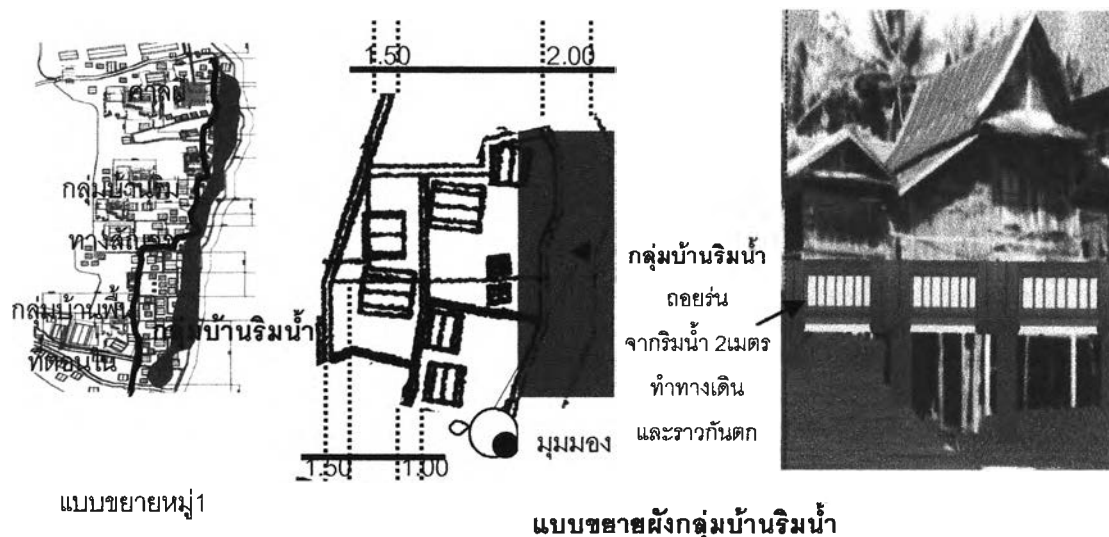 1.50
2.00
ศาลฝ
กลุ่มบ้านริม
ทางสัญจร
กลุ่มบ้านพื้น
ที่ตอนใน
กลุ่มบ้านริมน้ำ
กลุ่มบ้านริมน้ำ
ถอยร่น
จากริมน้ำ 2เมตร
ทำทางเดิน
และราวกันตก
มุมมอง
1.50
1.00
แบบขยายหมู่1
แบบขยายผังกลุ่มบ้านริมน้ำ